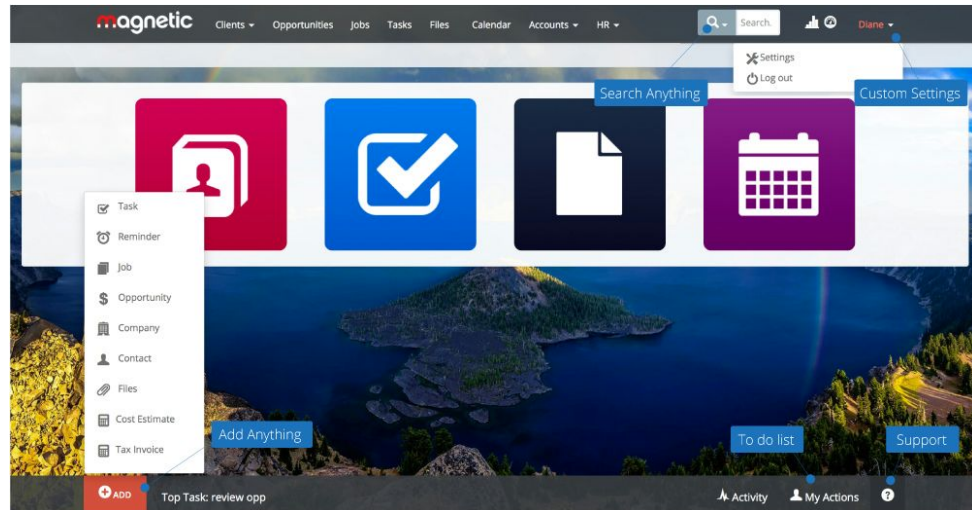 magnetic Clients Opportunities Jobs Tasks Files Calendar Accounts HR Search. Diane
Settings
Log out
Search Anything
Custom Settings
Task
Reminder
Job
Opportunity
Company
Contact
Files
Cost Estimate
Tax Invoice
Add Anything
To do list
Support
ADD Top Task: review opp Activity My Actions ?